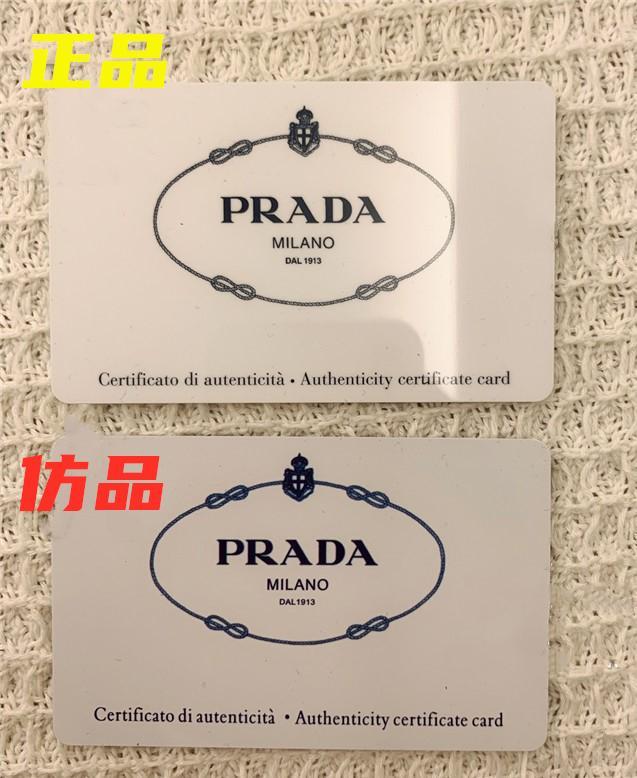 正品
PRADA
MILANO
DAL 1913
Certificato di autenticità • Authenticity certificate card
仿品
PRADA
MILANO
DAL1913
Certificato di autenticità • Authenticity certificate card